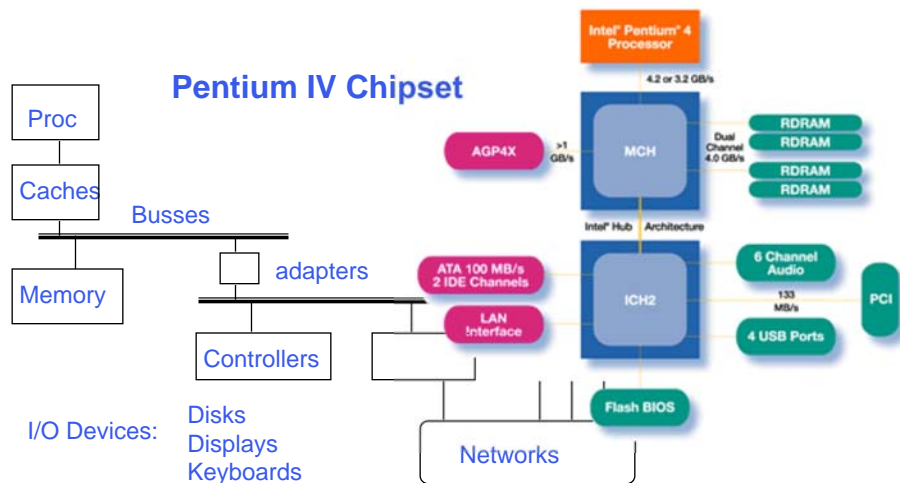 Pentium IV Chipset
Proc
Caches
Busses
Memory
adapters
Controllers
I/O Devices:
Disks
Displays
Keyboards
Networks
Intel® Pentium® 4
Processor
4.2 or 3.2 GB/s
MCH
AGP4X
>1
GB/s
Dual
Channel
4.0 GB/s
RDRAM
RDRAM
RDRAM
RDRAM
Intel® Hub Architecture
ATA 100 MB/s
2 IDE Channels
LAN
Interface
ICH2
6 Channel
Audio
133
MB/s
PCI
4 USB Ports
Flash BIOS